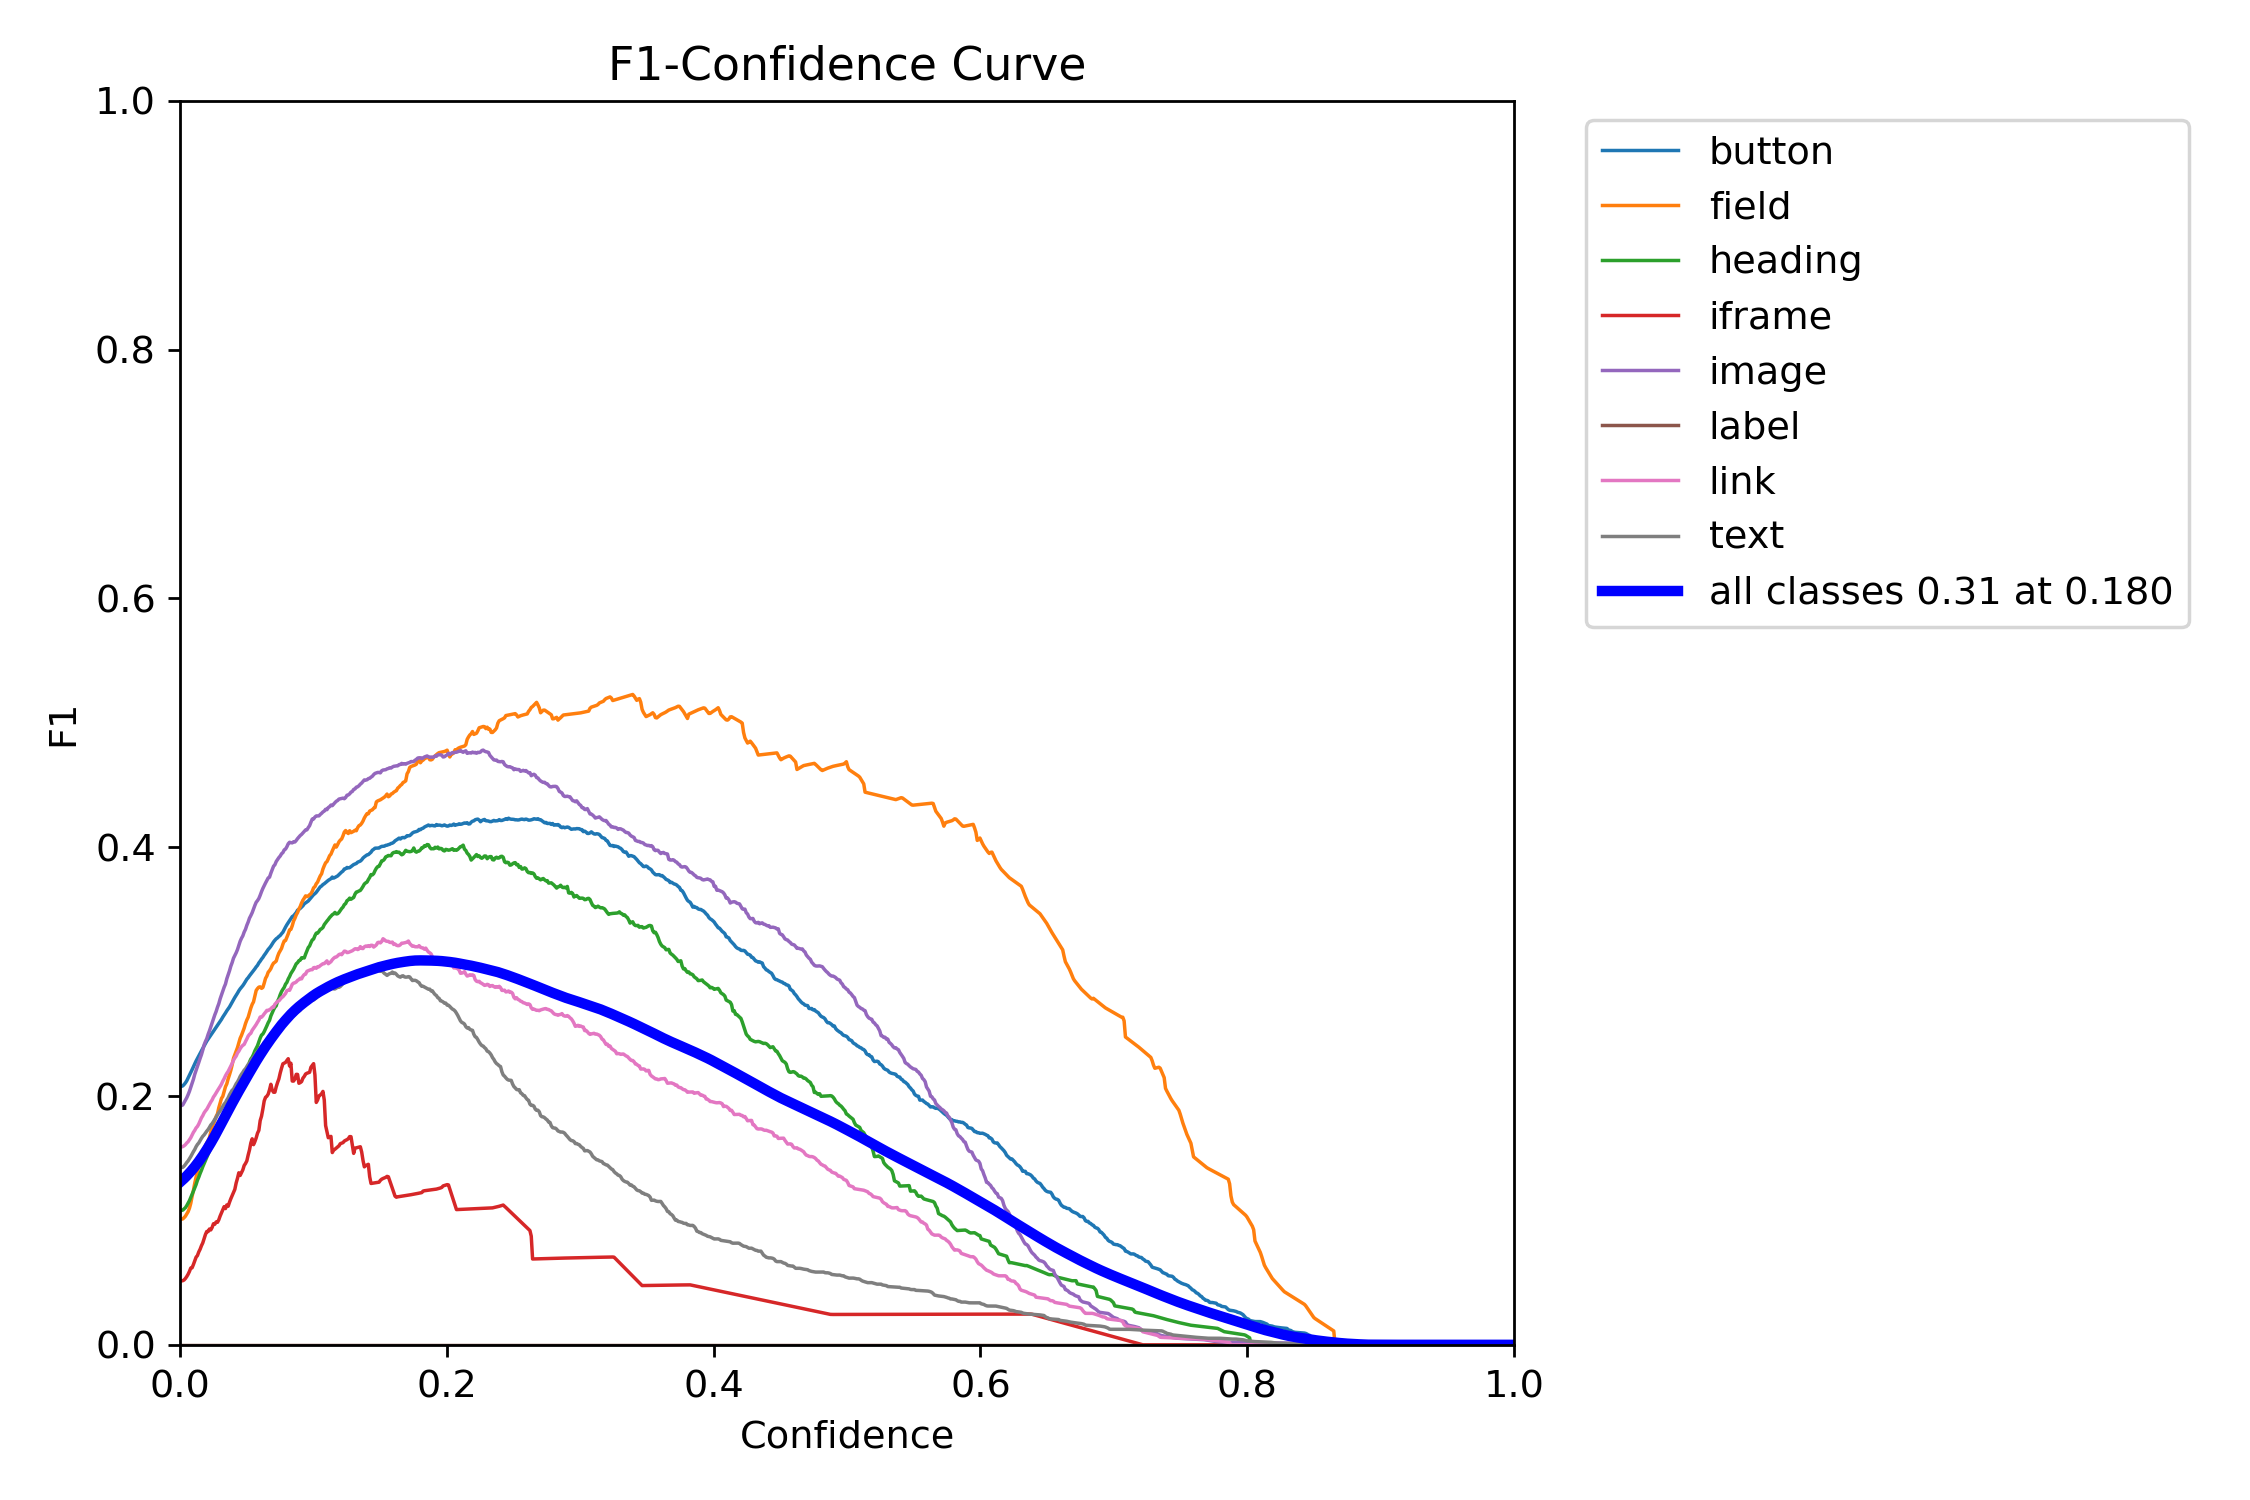 F1-Confidence Curve
1.0
0.8
0.6
0.4
0.2
0.0
F1
0.0 0.2 0.4 0.6 0.8 1.0
Confidence
button
field
heading
iframe
image
label
link
text
all classes 0.31 at 0.180